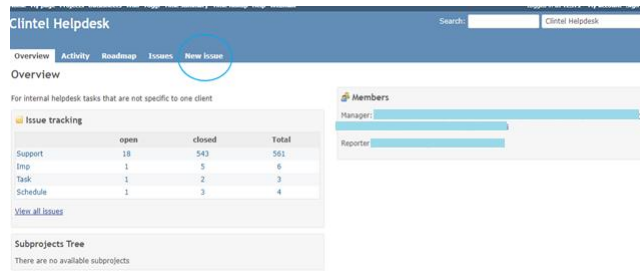 Clintel Helpdesk
Search:
Clintel Helpdesk
Overview Activity Roadmap Issues New issue
Overview
For internal helpdesk tasks that are not specific to one client
Issue tracking
open closed Total
Support 18 543 561
Imp 1 5 6
Task 1 2 3
Schedule 1 3 4
View all issues
Subprojects Tree
There are no available subprojects
Members
Manager:
Reporter